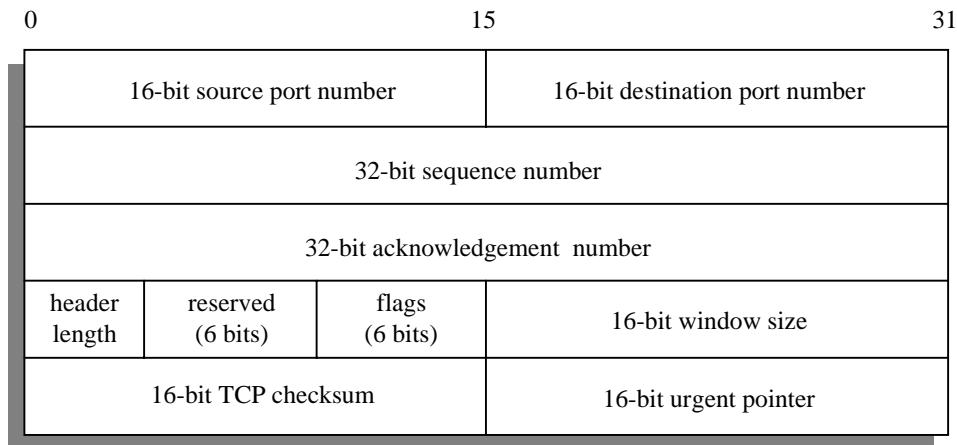 0 15 31
16-bit source port number 16-bit destination port number
32-bit sequence number
32-bit acknowledgement number
header reserved flags
length (6 bits) (6 bits) 16-bit window size
16-bit TCP checksum 16-bit urgent pointer